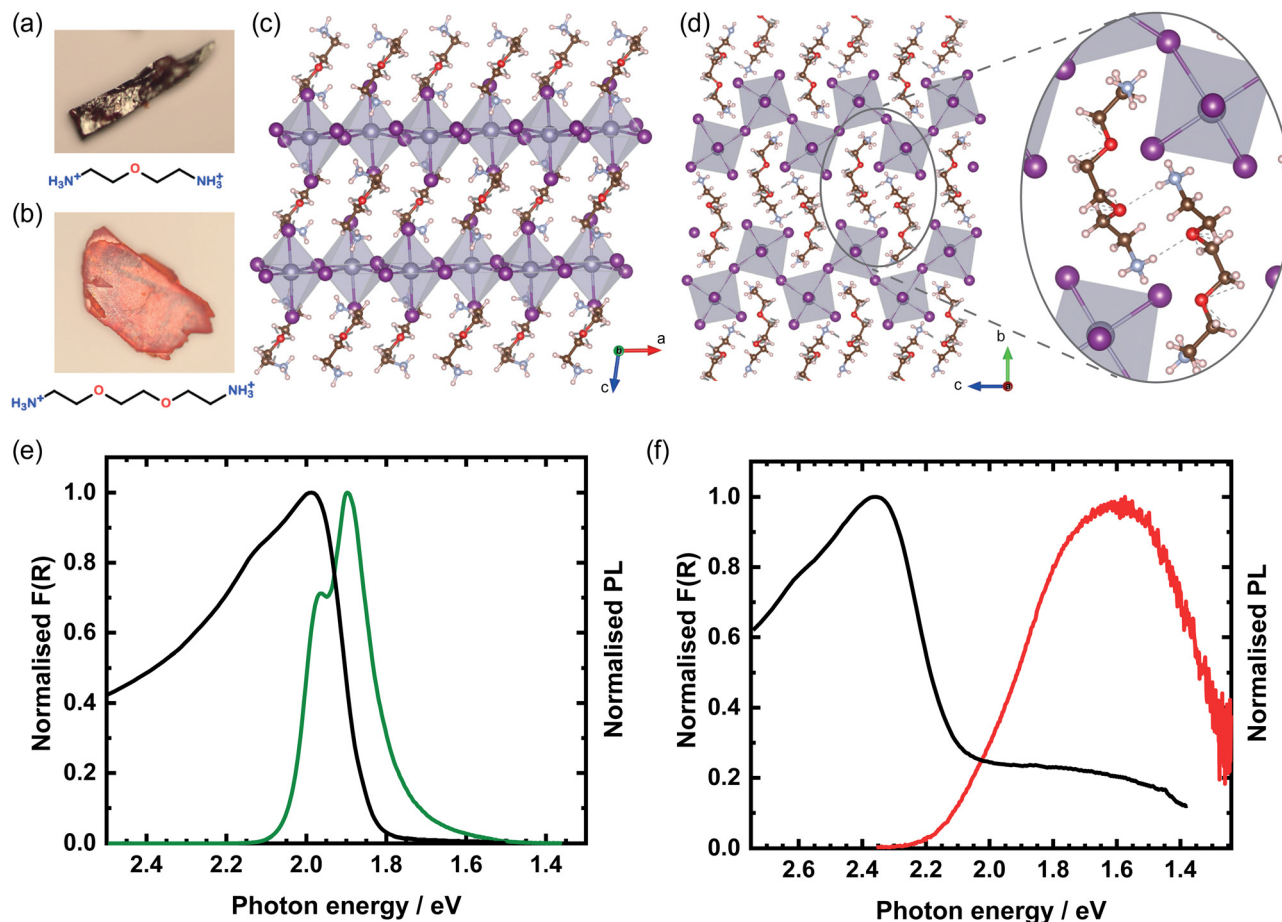 (a)
H₃N⁺ O NH₃⁺
(b)
H₃N⁺ O O NH₃⁺
(c)
b a
c
(d)
b
c a
(e)
Normalised F(R)
1.0
0.8
0.6
0.4
0.2
0.0
2.4 2.2 2.0 1.8 1.6 1.4
Photon energy / eV
Normalised PL
(f)
Normalised F(R)
1.0
0.8
0.6
0.4
0.2
0.0
2.6 2.4 2.2 2.0 1.8 1.6 1.4
Photon energy / eV
Normalised PL